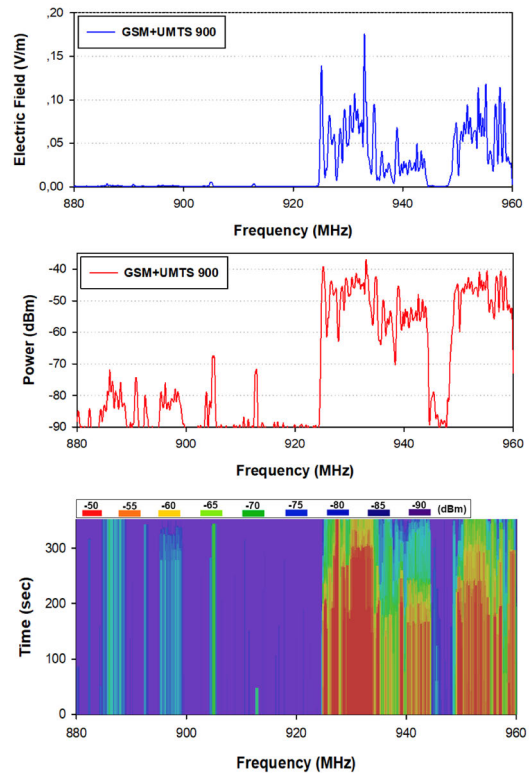 ,20
,15
,10
,05
0,00
Electric Field (V/m)
GSM+UMTS 900
880 900 920 940 960
Frequency (MHz)
-40
-50
-60
-70
-80
-90
Power (dBm)
GSM+UMTS 900
880 900 920 940 960
Frequency (MHz)
-50 -55 -60 -65 -70 -75 -80 -85 -90 (dBm)
300
200
100
0
Time (sec)
880 900 920 940 960
Frequency (MHz)